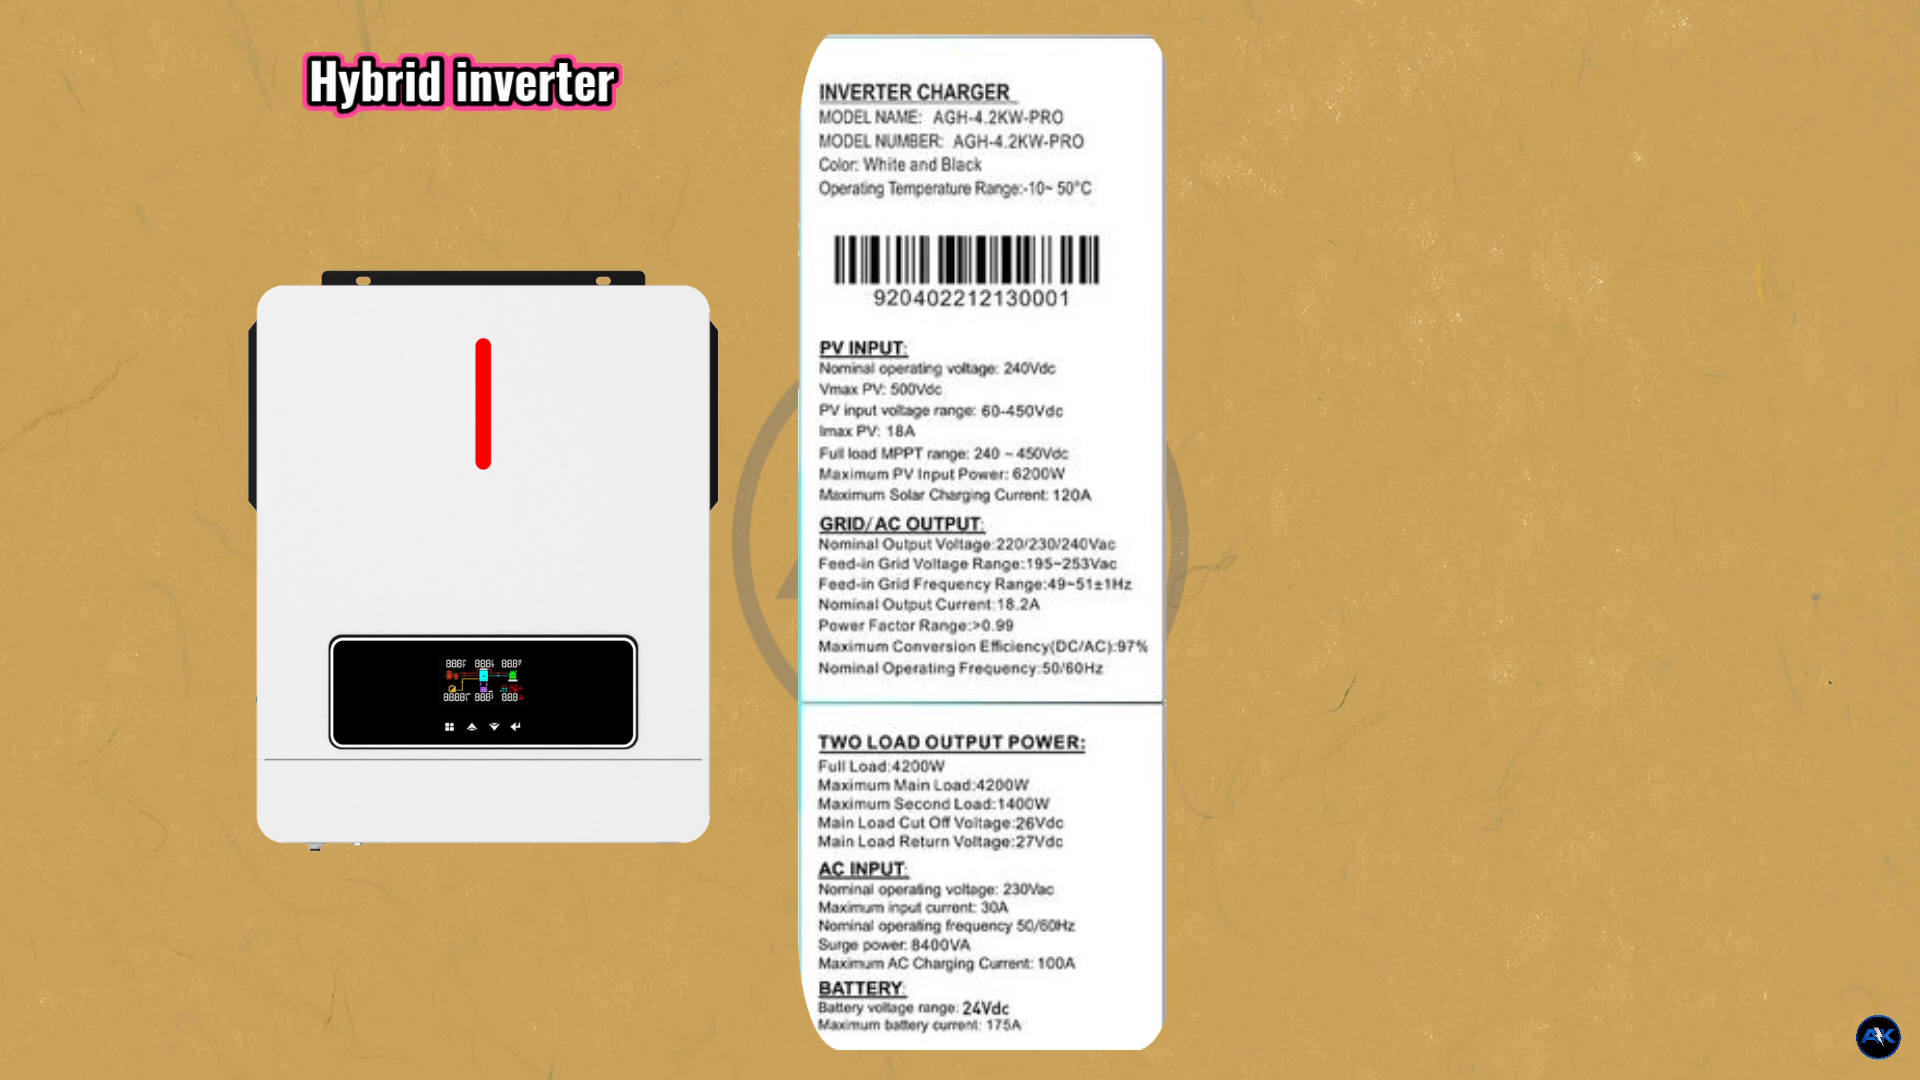 Hybrid inverter
INVERTER CHARGER
MODEL NAME: AGH-4.2KW-PRO
MODEL NUMBER: AGH-4.2KW-PRO
Color: White and Black
Operating Temperature Range:-10~ 50°C
920402212130001
PV INPUT:
Nominal operating voltage: 240Vdc
Vmax PV: 500Vdc
PV input voltage range: 60-450Vdc
Imax PV: 18A
Full load MPPT range: 240 ~ 450Vdc
Maximum PV Input Power: 6200W
Maximum Solar Charging Current: 120A
GRID/AC OUTPUT:
Nominal Output Voltage:220/230/240Vac
Feed-in Grid Voltage Range:195~253Vac
Feed-in Grid Frequency Range:49~51±1Hz
Nominal Output Current:18.2A
Power Factor Range:>0.99
Maximum Conversion Efficiency(DC/AC):97%
Nominal Operating Frequency:50/60Hz
TWO LOAD OUTPUT POWER:
Full Load:4200W
Maximum Main Load:4200W
Maximum Second Load:1400W
Main Load Cut Off Voltage:26Vdc
Main Load Return Voltage:27Vdc
AC INPUT:
Nominal operating voltage: 230Vac
Maximum input current: 30A
Nominal operating frequency 50/60Hz
Surge power: 8400VA
Maximum AC Charging Current: 100A
BATTERY:
Battery voltage range: 24Vdc
Maximum battery current: 175A
888 888 888
8888 888 888
AK